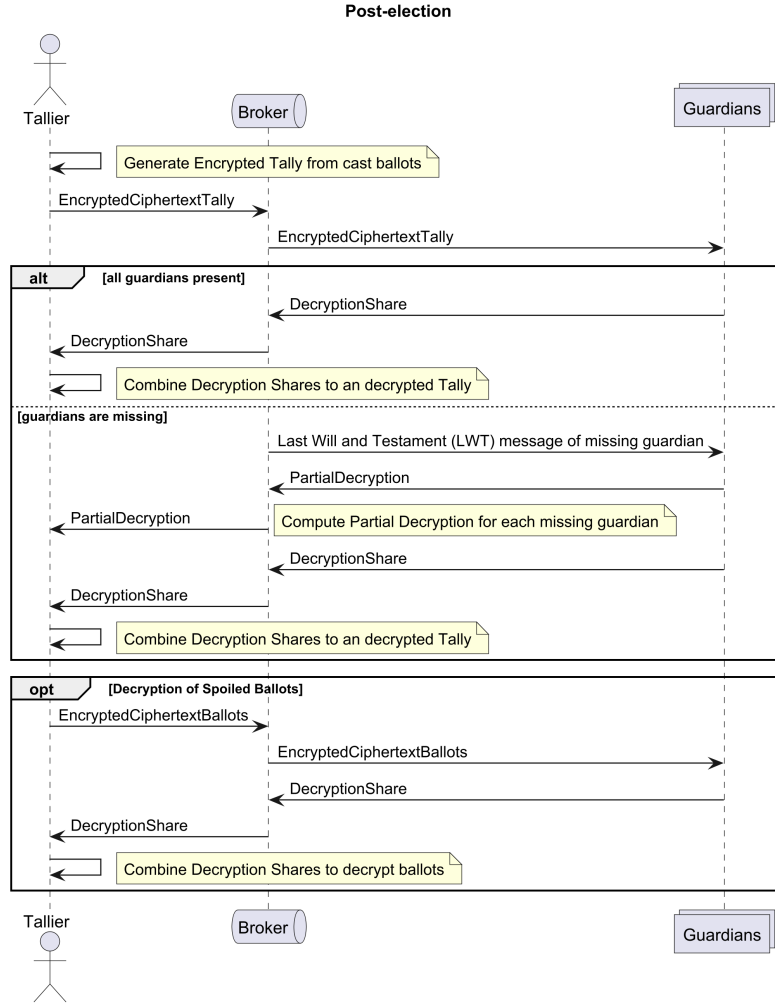 Post-election
Tallier
Broker
Guardians
Generate Encrypted Tally from cast ballots
EncryptedCiphertextTally
EncryptedCiphertextTally
alt [all guardians present]
DecryptionShare
DecryptionShare
Combine Decryption Shares to an decrypted Tally
[guardians are missing]
Last Will and Testament (LWT) message of missing guardian
PartialDecryption
PartialDecryption
Compute Partial Decryption for each missing guardian
DecryptionShare
DecryptionShare
Combine Decryption Shares to an decrypted Tally
opt [Decryption of Spoiled Ballots]
EncryptedCiphertextBallots
EncryptedCiphertextBallots
DecryptionShare
DecryptionShare
Combine Decryption Shares to decrypt ballots
Tallier
Broker
Guardians